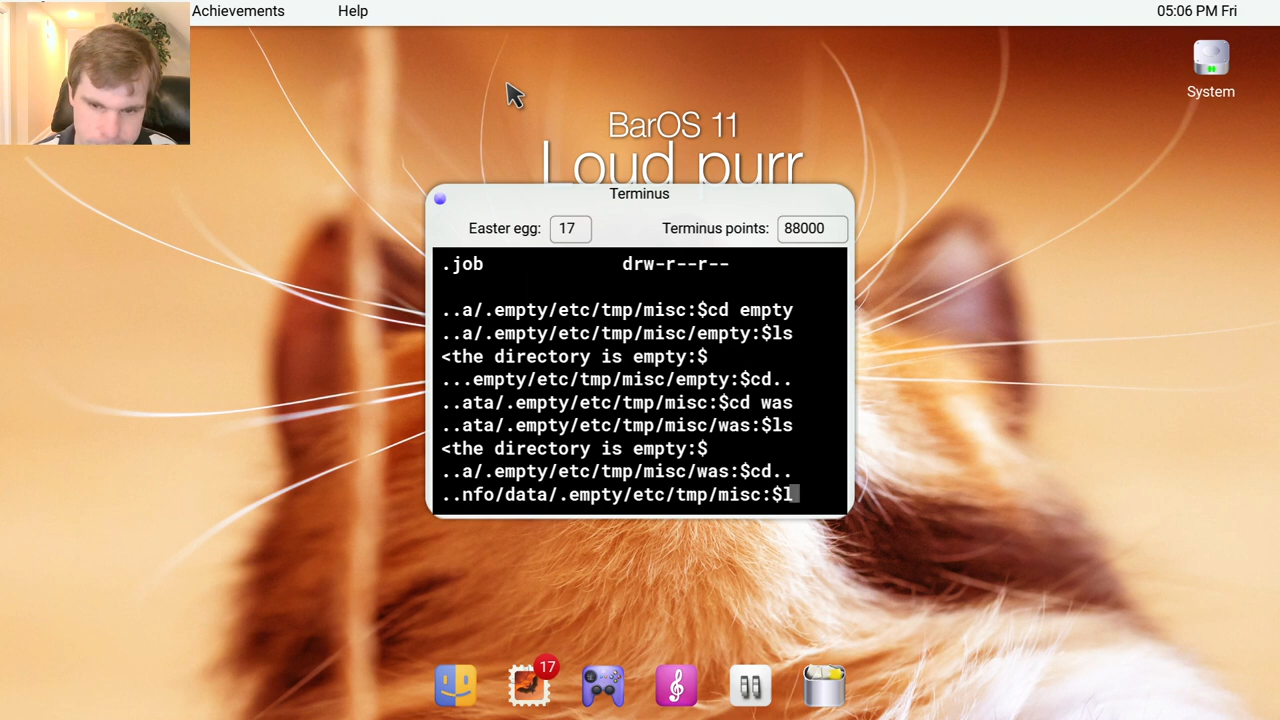 Achievements Help 05:06 PM Fri
System
BarOS 11
Loud purr
Terminus
Easter egg: 17 Terminus points: 88000
.job drw-r--r--
..a/.empty/etc/tmp/misc:$cd empty
..a/.empty/etc/tmp/misc/empty:$ls
<the directory is empty:$
...empty/etc/tmp/misc/empty:$cd..
..ata/.empty/etc/tmp/misc:$cd was
..ata/.empty/etc/tmp/misc/was:$ls
<the directory is empty:$
..a/.empty/etc/tmp/misc/was:$cd..
..nfo/data/.empty/etc/tmp/misc:$l
17